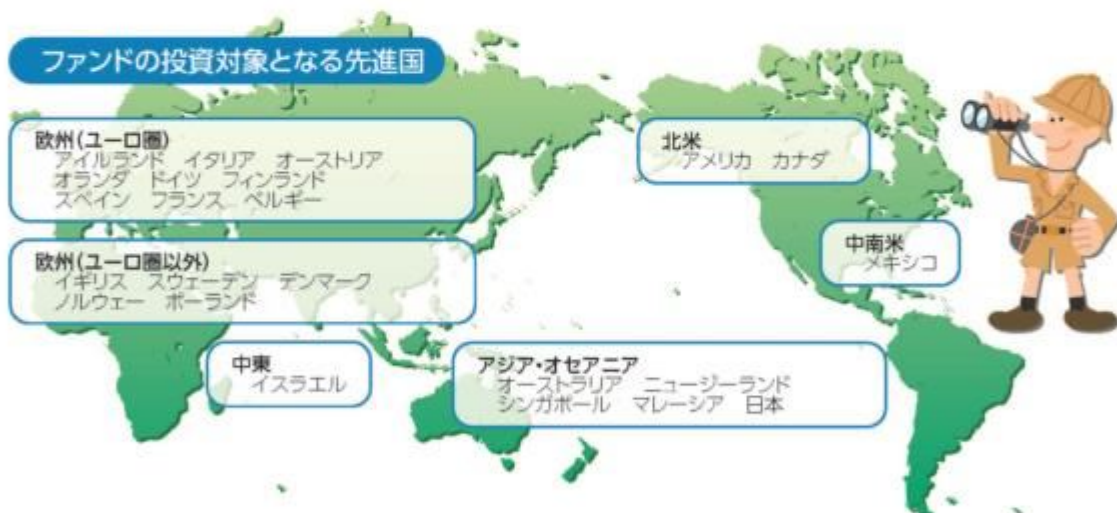 ファンドの投資対象となる先進国
欧州(ユーロ圏)
アイルランド イタリア オーストリア
オランダ ドイツ フィンランド
スペイン フランス ベルギー
欧州(ユーロ圏以外)
イギリス スウェーデン デンマーク
ノルウェー ポーランド
中東
イスラエル
アジア・オセアニア
オーストラリア ニュージーランド
シンガポール マレーシア 日本
北米
アメリカ カナダ
中南米
メキシコ